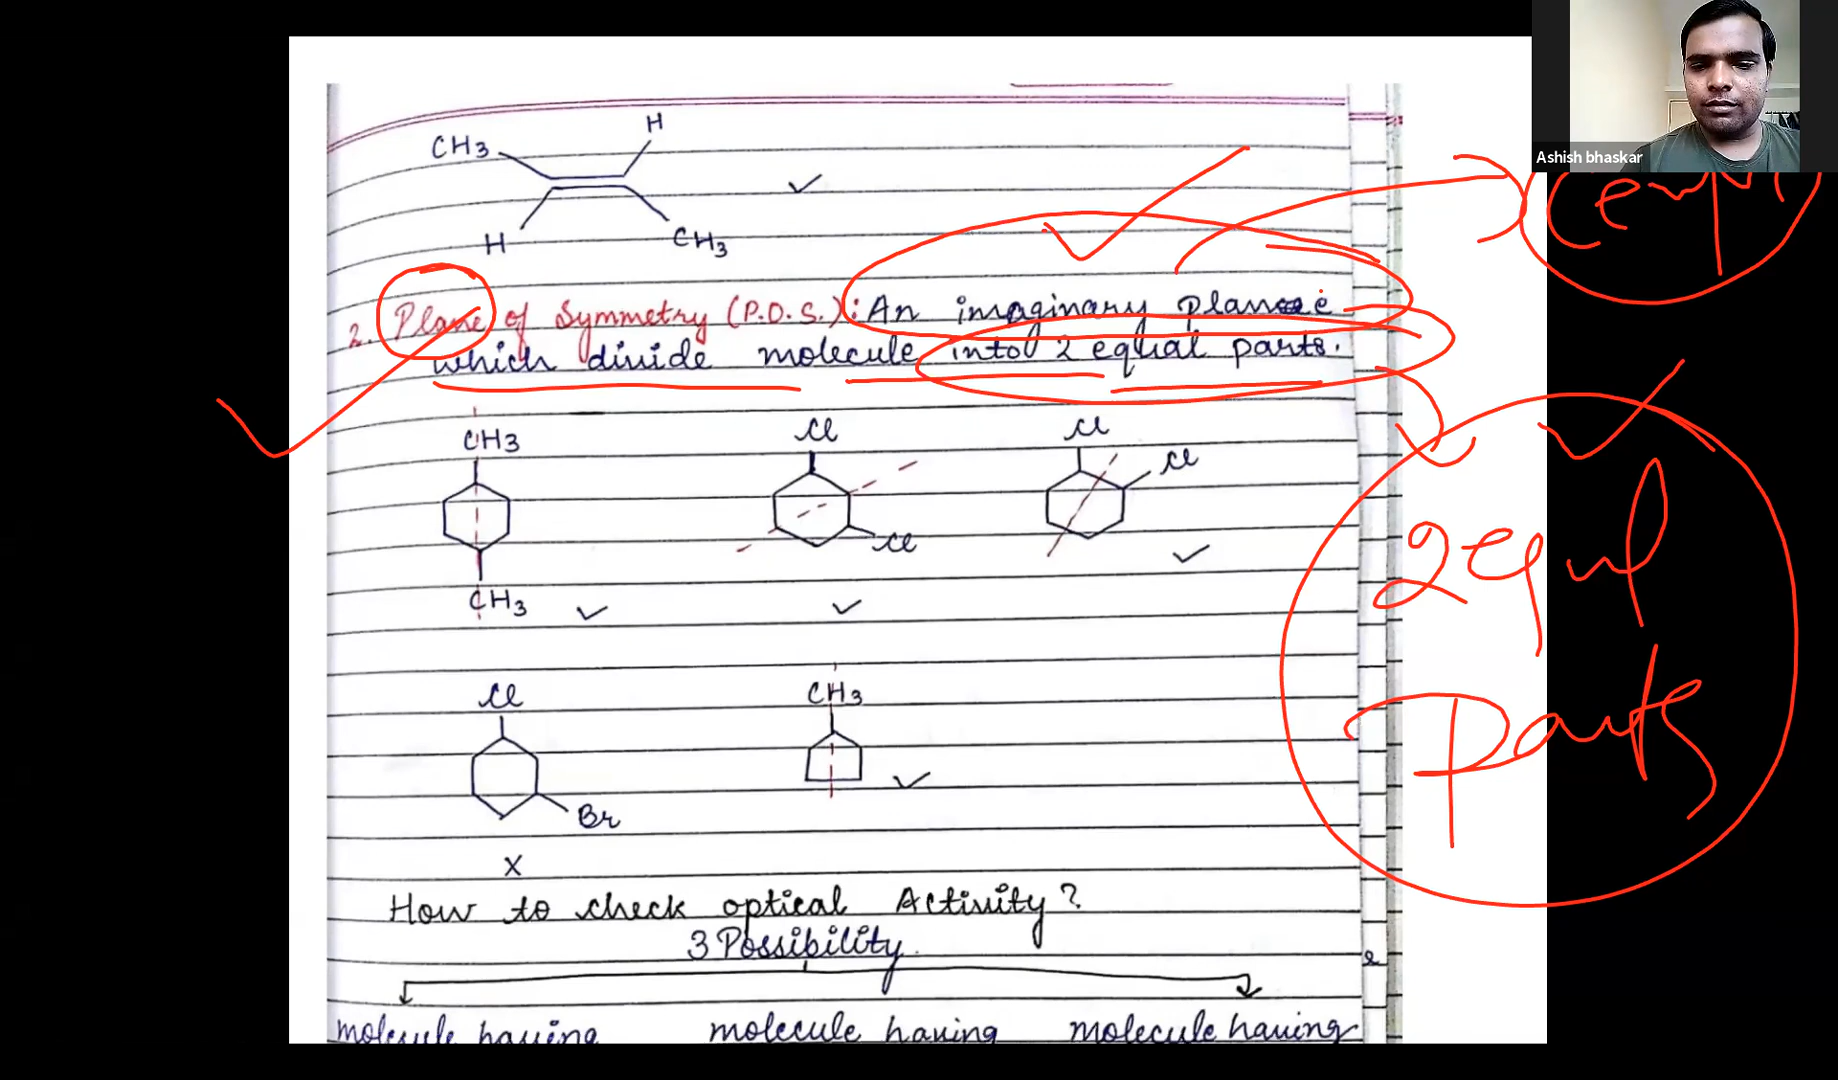 Ashish bhaskar
CH3
H
H
CH3
2. Plane of Symmetry (P.O.S.): An imaginary plane
which divide molecule into 2 equal parts.
CH3
Cl
Cl
Cl
Cl
CH3
2 equl
Parts
Cl
CH3
Br
X
How to check optical Activity?
3 Possibility.
molecule having molecule having molecule having